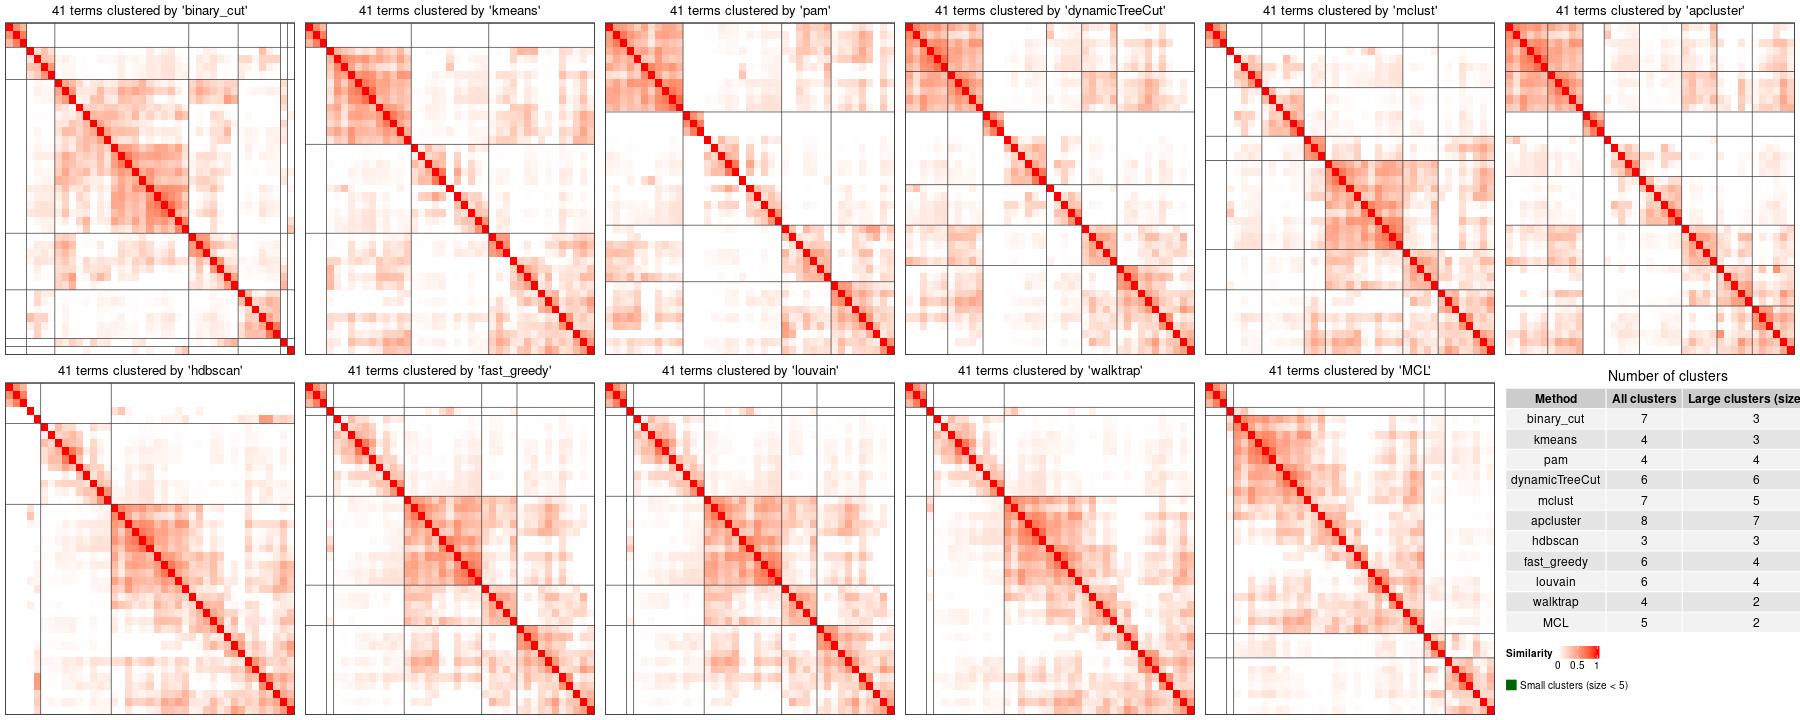 41 terms clustered by 'binary_cut'
41 terms clustered by 'kmeans'
41 terms clustered by 'pam'
41 terms clustered by 'dynamicTreeCut'
41 terms clustered by 'mclust'
41 terms clustered by 'apcluster'
41 terms clustered by 'hdbscan'
41 terms clustered by 'fast_greedy'
41 terms clustered by 'louvain'
41 terms clustered by 'walktrap'
41 terms clustered by 'MCL'
Number of clusters
Method All clusters Large clusters (size
binary_cut 7 3
kmeans 4 3
pam 4 4
dynamicTreeCut 6 6
mclust 7 5
apcluster 8 7
hdbscan 3 3
fast_greedy 6 4
louvain 6 4
walktrap 4 2
MCL 5 2
Similarity
0 0.5 1
Small clusters (size < 5)